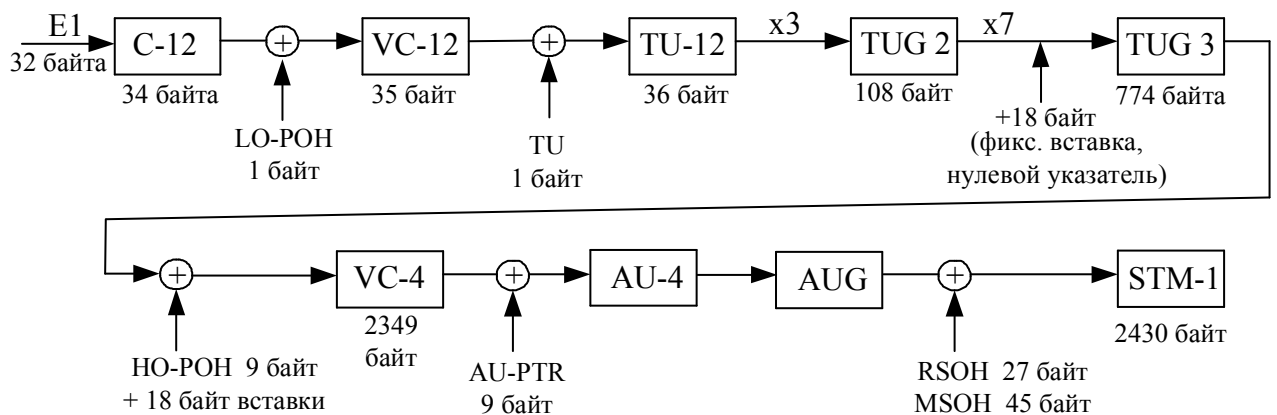 E1
32 байта
C-12
34 байта
LO-POH
1 байт
VC-12
35 байт
TU
1 байт
TU-12
36 байт
x3
TUG 2
108 байт
x7
+18 байт
(фикс. вставка,
нулевой указатель)
TUG 3
774 байта
HO-POH 9 байт
+ 18 байт вставки
VC-4
2349
байт
AU-PTR
9 байт
AU-4
AUG
RSOH 27 байт
MSOH 45 байт
STM-1
2430 байт